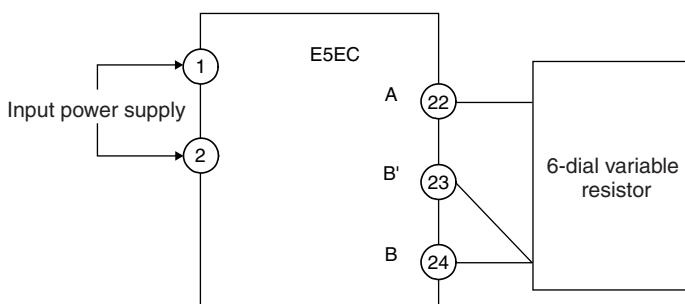 E5EC
1
Input power supply
2
A
22
B'
23
B
24
6-dial variable
resistor